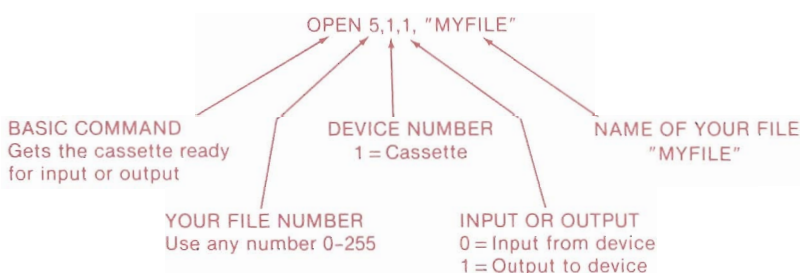 OPEN 5,1,1, "MYFILE"
BASIC COMMAND
Gets the cassette ready
for input or output
DEVICE NUMBER
1 = Cassette
NAME OF YOUR FILE
"MYFILE"
YOUR FILE NUMBER
Use any number 0–255
INPUT OR OUTPUT
0 = Input from device
1 = Output to device